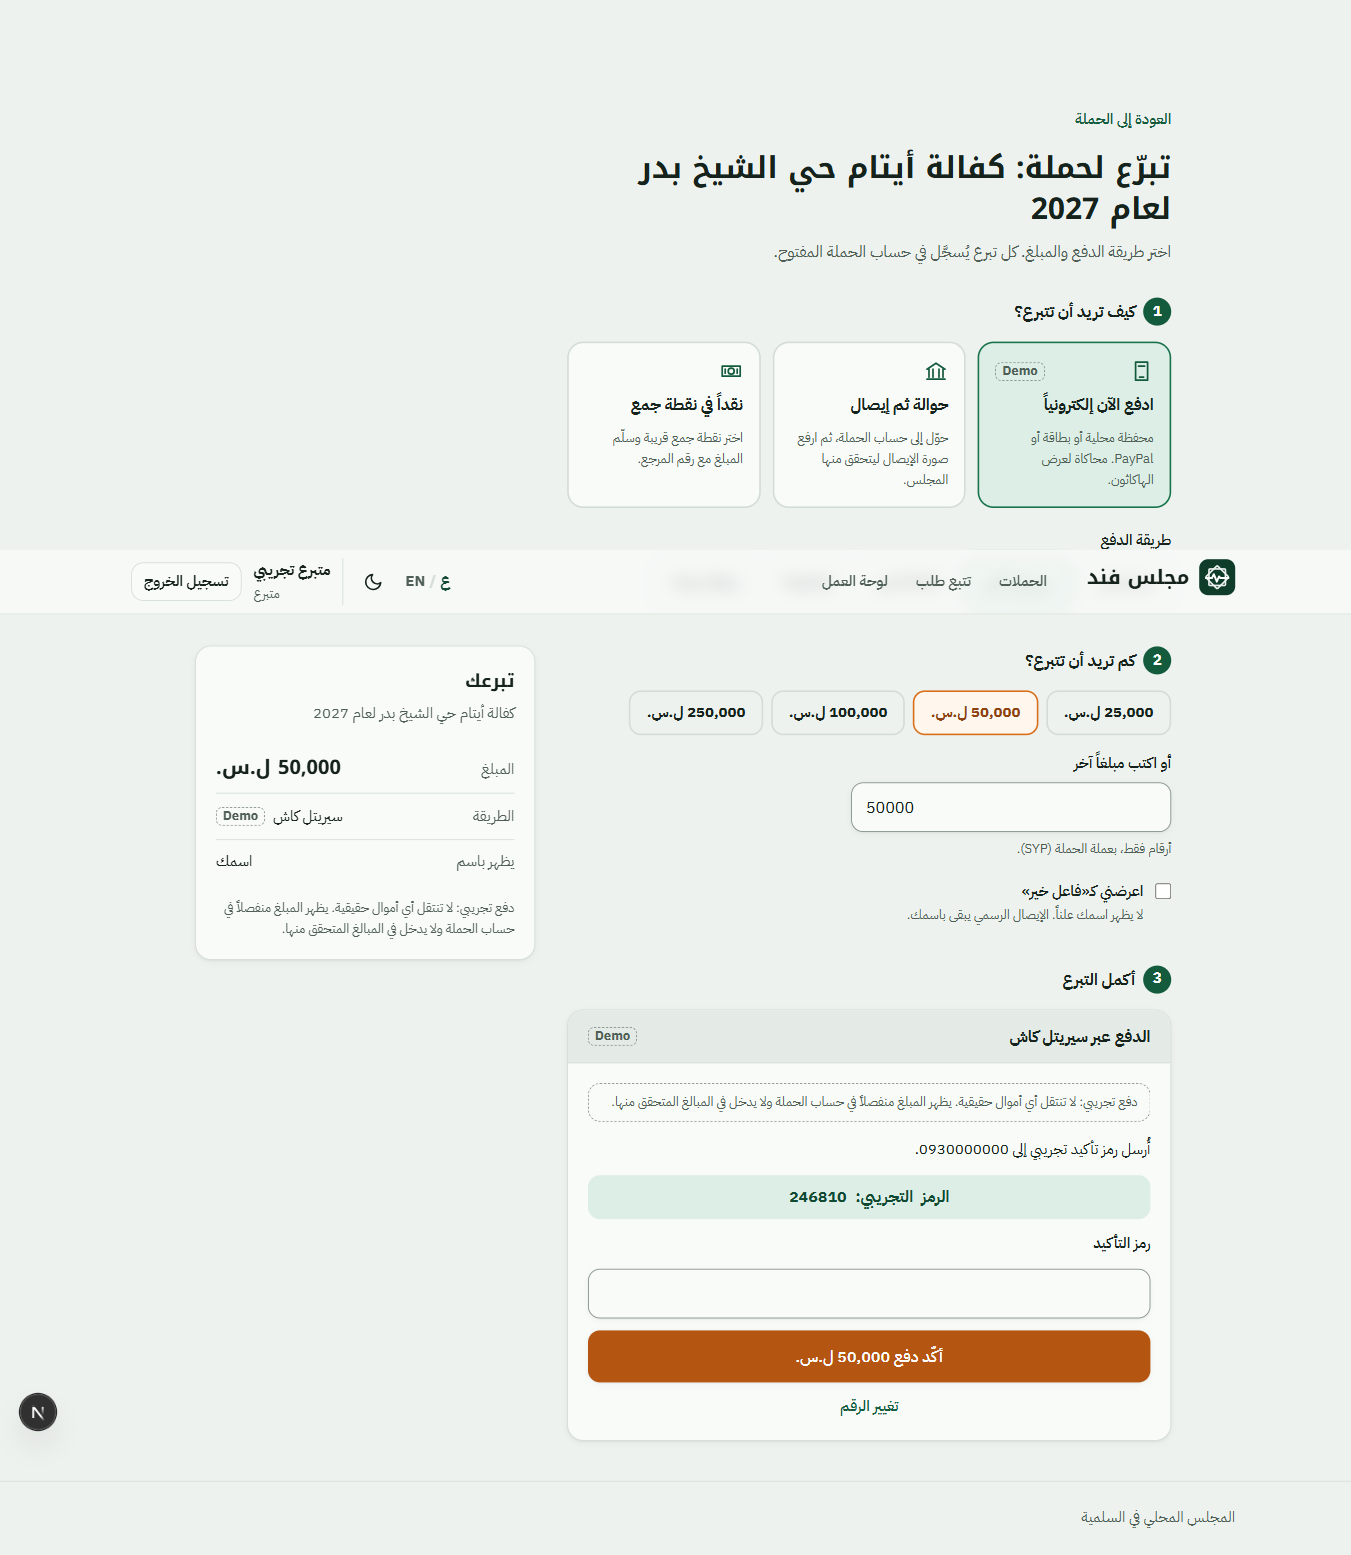 العودة إلى الحملة
تبرّع لحملة: كفالة أيتام حي الشيخ بدر
لعام 2027
اختر طريقة الدفع والمبلغ. كل تبرع يُسجَّل في حساب الحملة المفتوح.
1 كيف تريد أن تتبرع؟
Demo
ادفع الآن إلكترونياً
محفظة محلية أو بطاقة أو
PayPal. محاكاة لعرض
الهاكاثون.
حوالة ثم إيصال
حوّل إلى حساب الحملة، ثم ارفع
صورة الإيصال ليتحقق منها
المجلس.
نقداً في نقطة جمع
اختر نقطة جمع قريبة وسلّم
المبلغ مع رقم المرجع.
طريقة الدفع
مجلس فند
الحملات
تتبع طلب
لوحة العمل
ع / EN
متبرع تجريبي
متبرع
تسجيل الخروج
2 كم تريد أن تتبرع؟
25,000 ل.س.
50,000 ل.س.
100,000 ل.س.
250,000 ل.س.
أو اكتب مبلغاً آخر
50000
أرقام فقط، بعملة الحملة (SYP).
اعرضني كـ«فاعل خير»
لا يظهر اسمك علناً. الإيصال الرسمي يبقى باسمك.
تبرعك
كفالة أيتام حي الشيخ بدر لعام 2027
المبلغ 50,000 ل.س.
الطريقة سيريتل كاش Demo
يظهر باسم اسمك
دفع تجريبي: لا تنتقل أي أموال حقيقية. يظهر المبلغ منفصلاً في
حساب الحملة ولا يدخل في المبالغ المتحقق منها.
3 أكمل التبرع
الدفع عبر سيريتل كاش Demo
دفع تجريبي: لا تنتقل أي أموال حقيقية. يظهر المبلغ منفصلاً في حساب الحملة ولا يدخل في المبالغ المتحقق منها.
أُرسل رمز تأكيد تجريبي إلى 0930000000.
الرمز التجريبي: 246810
رمز التأكيد
أكّد دفع 50,000 ل.س.
تغيير الرقم
N
المجلس المحلي في السلمية